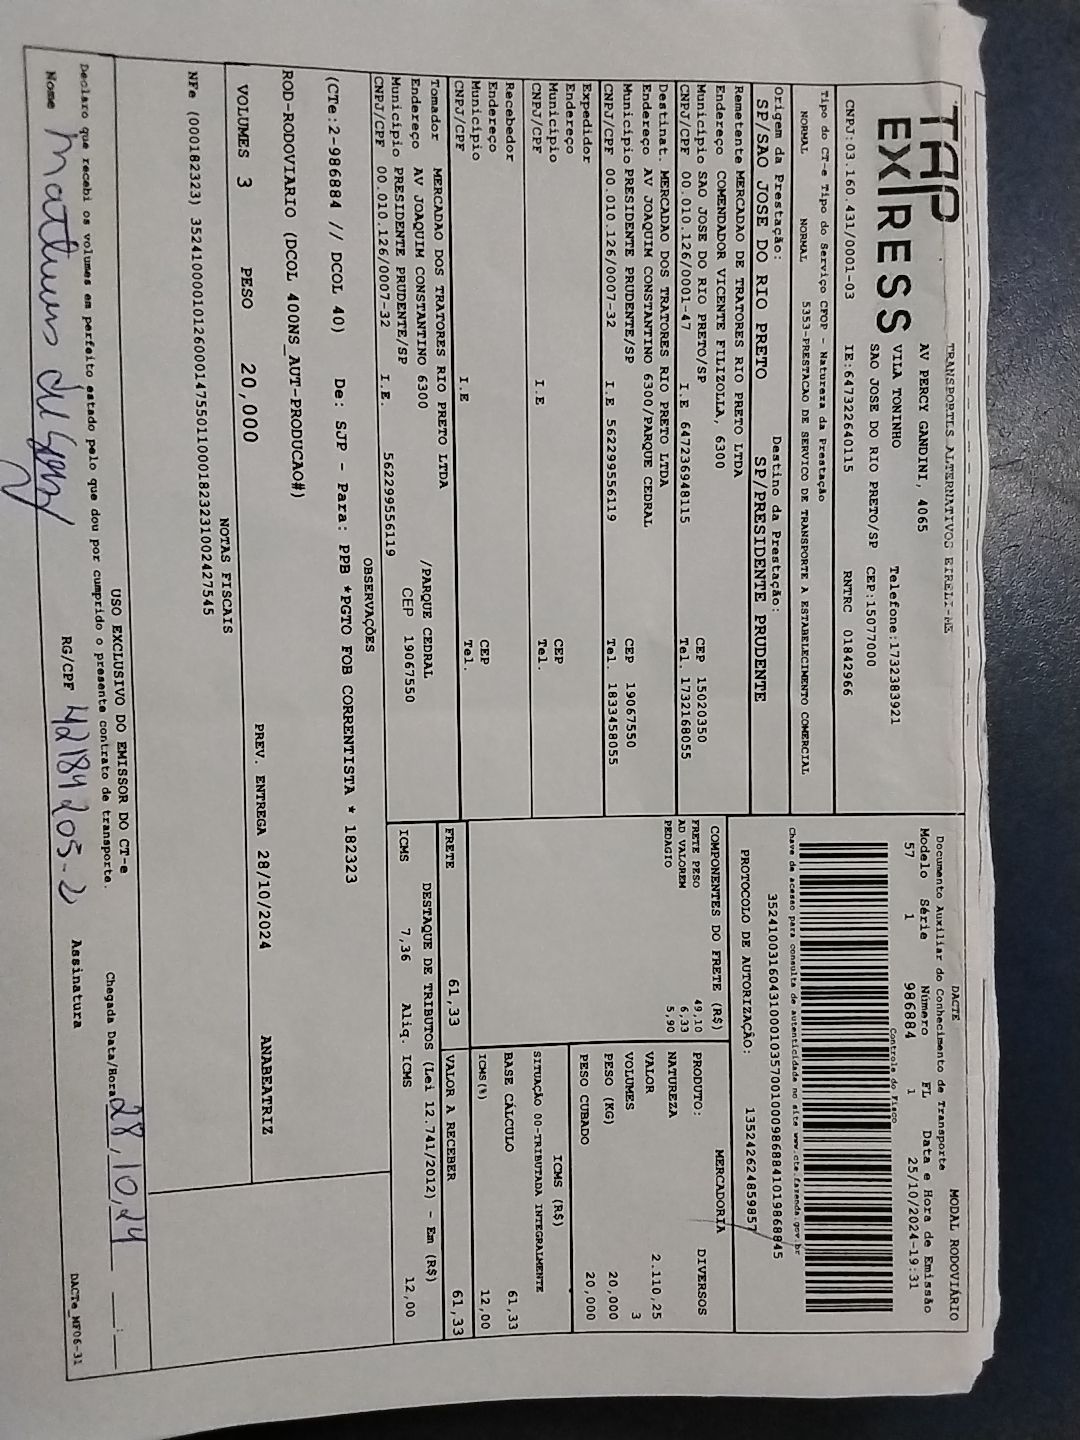 TAP
EXPRESS
TRANSPORTES ALTERNATIVOS EIRELI-ME
AV PERCY GANDINI, 4065
VILA TONINHO Telefone:1732383921
SAO JOSE DO RIO PRETO/SP CEP:15077000
CNPJ:03.160.431/0001-03 IE:647322640115 RNTRC 01842966
Tipo do CT-e Tipo do Serviço CFOP - Natureza da Prestação
NORMAL NORMAL 5353-PRESTACAO DE SERVICO DE TRANSPORTE A ESTABELECIMENTO COMERCIAL
Origem da Prestação: Destino da Prestação:
SP/SAO JOSE DO RIO PRETO SP/PRESIDENTE PRUDENTE
Remetente MERCADAO DE TRATORES RIO PRETO LTDA
Endereço COMENDADOR VICENTE FILIZOLLA, 6300
Município SAO JOSE DO RIO PRETO/SP CEP 15020350
CNPJ/CPF 00.010.126/0001-47 I.E 647236948115 Tel. 1732168055
Destinat. MERCADAO DOS TRATORES RIO PRETO LTDA
Endereço AV JOAQUIM CONSTANTINO 6300/PARQUE CEDRAL
Município PRESIDENTE PRUDENTE/SP CEP 19067550
CNPJ/CPF 00.010.126/0007-32 I.E 562299556119 Tel. 1833458055
Expedidor
Endereço
Município CEP
CNPJ/CPF I.E Tel.
Recebedor
Endereço
Município CEP
CNPJ/CPF I.E Tel.
Tomador MERCADAO DOS TRATORES RIO PRETO LTDA
Endereço AV JOAQUIM CONSTANTINO 6300 /PARQUE CEDRAL
Município PRESIDENTE PRUDENTE/SP CEP 19067550
CNPJ/CPF 00.010.126/0007-32 I.E. 562299556119
DACTE MODAL RODOVIÁRIO
Documento Auxiliar do Conhecimento de Transporte
Modelo Série Número FL Data e Hora de Emissão
57 1 986884 1 25/10/2024-19:31
Controle do Fisco
Chave de acesso para consulta de autenticidade no site www.cte.fazenda.gov.br
35241003160431000103570010009868841019868845
PROTOCOLO DE AUTORIZAÇÃO: 135242624859857
COMPONENTES DO FRETE (R$)
FRETE PESO 49,10
AD VALOREM 6,33
PEDAGIO 5,90
MERCADORIA
PRODUTO: DIVERSOS
NATUREZA
VALOR 2.110,25
VOLUMES 3
PESO (KG) 20,000
PESO CUBADO 20,000
ICMS (R$)
SITUAÇÃO 00-TRIBUTADA INTEGRALMENTE
BASE CÁLCULO 61,33
ICMS(%) 12,00
FRETE 61,33 VALOR A RECEBER 61,33
DESTAQUE DE TRIBUTOS (Lei 12.741/2012) - Em (R$)
ICMS 7,36 Aliq. ICMS 12,00
OBSERVAÇÕES
(CTe:2-986884 // DCOL 40) De: SJP - Para: PPB *PGTO FOB CORRENTISTA * 182323
ROD-RODOVIARIO (DCOL 400NS_AUT-PRODUCAO#)
VOLUMES 3 PESO 20,000 PREV. ENTREGA 28/10/2024 ANABEATRIZ
NOTAS FISCAIS
NFe (000182323) 35241000010126000147550110001823231002427545
USO EXCLUSIVO DO EMISSOR DO CT-e
Declaro que recebi os volumes em perfeito estado pelo que dou por cumprido o presente contrato de transporte. Chegada Data/Hora 28,10,24 __:__
Nome Matheus RG/CPF 42184205-2 Assinatura
DACTe_MF06-31